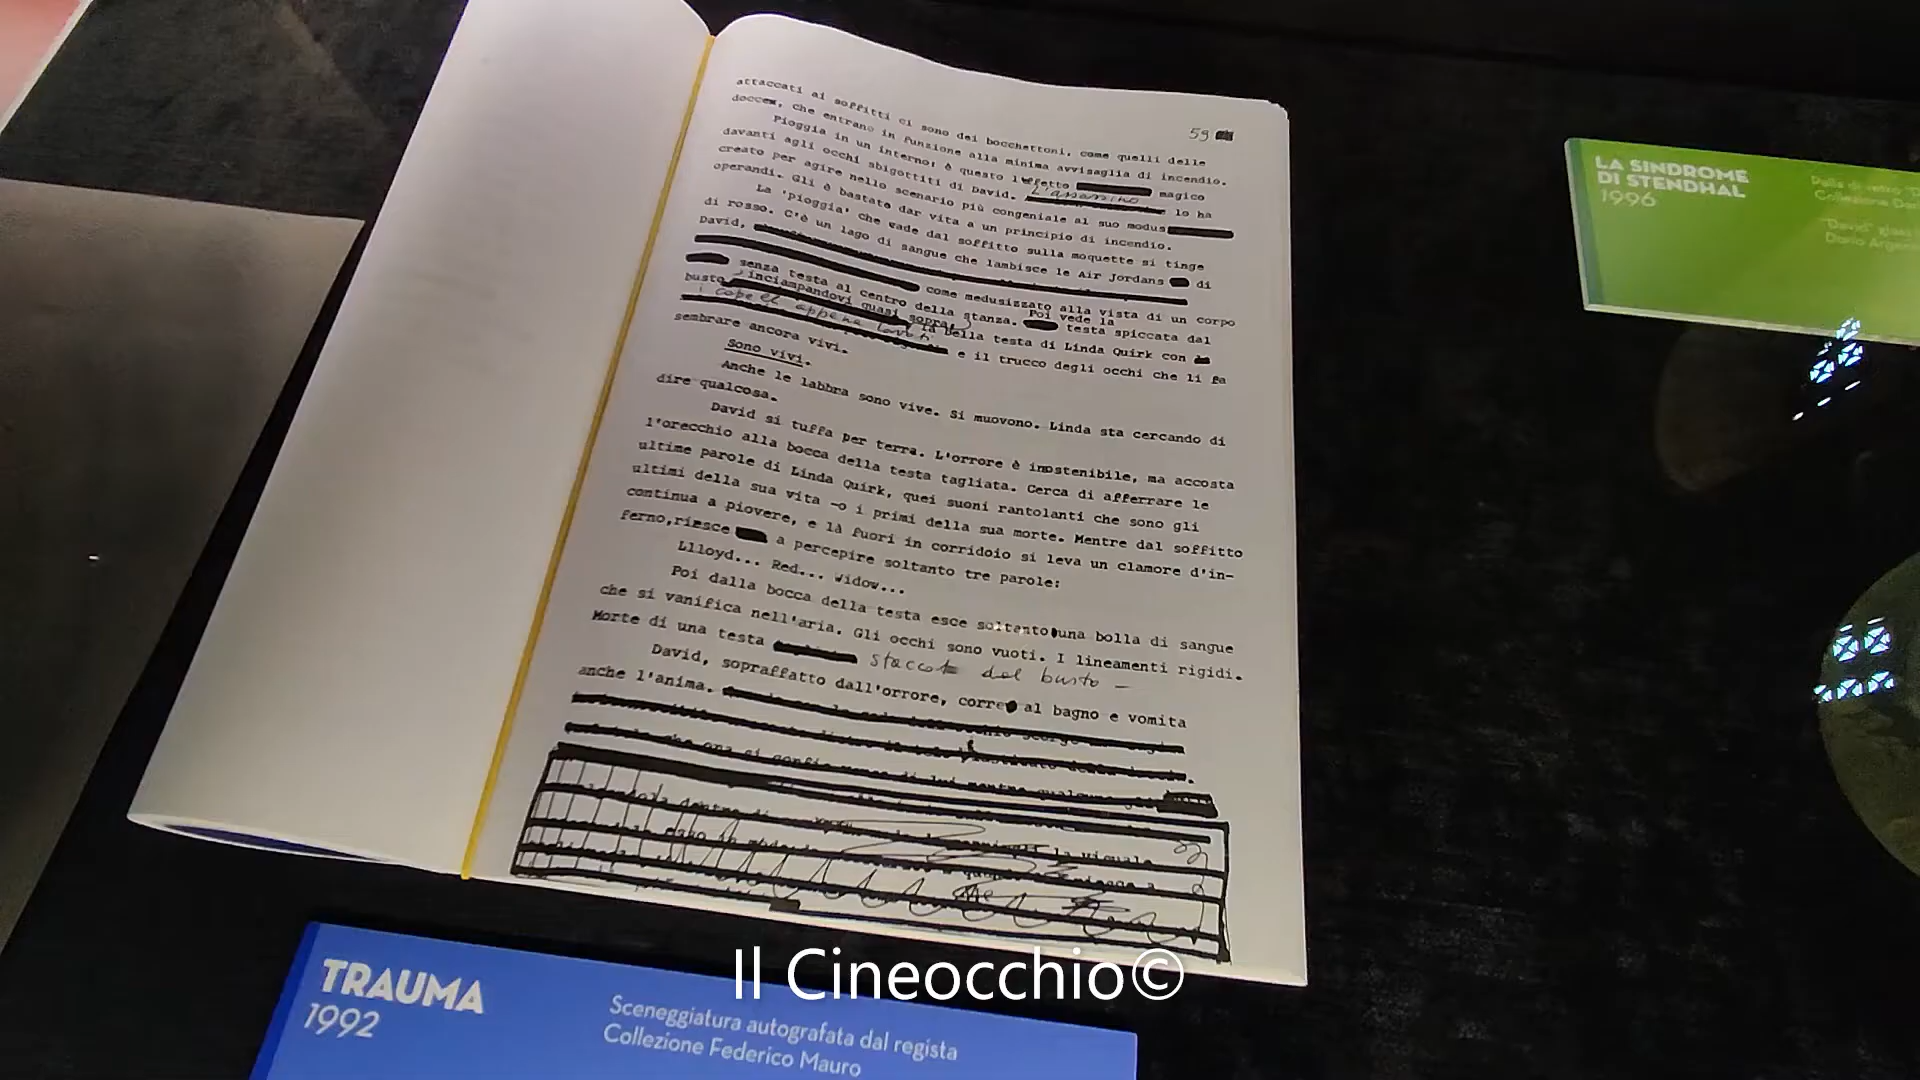 59
attaccati ai soffitti ci sono dei bocchettoni, come quelli delle
docce, che entrano in funzione alla minima avvisaglia di incendio.
Pioggia in un interno: è questo l'effetto magico
davanti agli occhi sbigottiti di David. L'assassino lo ha
creato per agire nello scenario più congeniale al suo modus
operandi. Gli è bastato dar vita a un principio di incendio.
La 'pioggia' che cade dal soffitto sulla moquette si tinge
di rosso. C'è un lago di sangue che lambisce le Air Jordans di
David,
come medusizzato alla vista di un corpo
senza testa al centro della stanza. Poi vede la testa spiccata dal
busto inciampandovi quasi sopra, la bella testa di Linda Quirk con
i capelli appena lavati e il trucco degli occhi che li fa
sembrare ancora vivi.
Sono vivi.
Anche le labbra sono vive. Si muovono. Linda sta cercando di
dire qualcosa.
David si tuffa per terra. L'orrore è inostenibile, ma accosta
l'orecchio alla bocca della testa tagliata. Cerca di afferrare le
ultime parole di Linda Quirk, quei suoni rantolanti che sono gli
ultimi della sua vita -o i primi della sua morte. Mentre dal soffitto
continua a piovere, e là fuori in corridoio si leva un clamore d'in-
ferno, riesce a percepire soltanto tre parole:
Llloyd... Red... Widow...
Poi dalla bocca della testa esce soltanto una bolla di sangue
che si vanifica nell'aria. Gli occhi sono vuoti. I lineamenti rigidi.
Morte di una testa staccata dal busto –
David, sopraffatto dall'orrore, corre al bagno e vomita
anche l'anima.
Il Cineocchio©
TRAUMA
1992
Sceneggiatura autografata dal regista
Collezione Federico Mauro
LA SINDROME
DI STENDHAL
1996